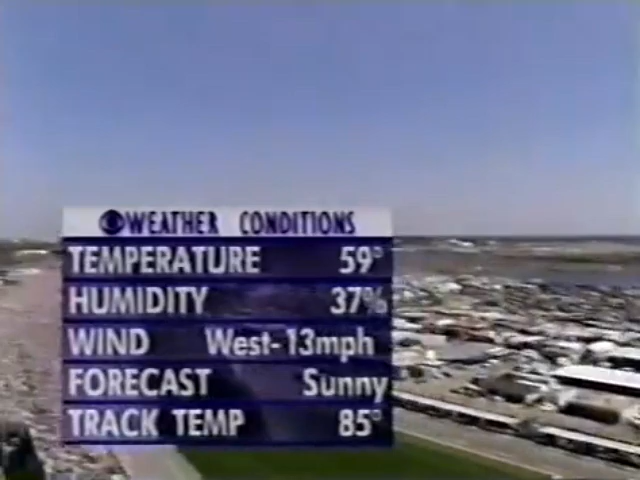 WEATHER CONDITIONS
TEMPERATURE 59°
HUMIDITY 37%
WIND West-13mph
FORECAST Sunny
TRACK TEMP 85°